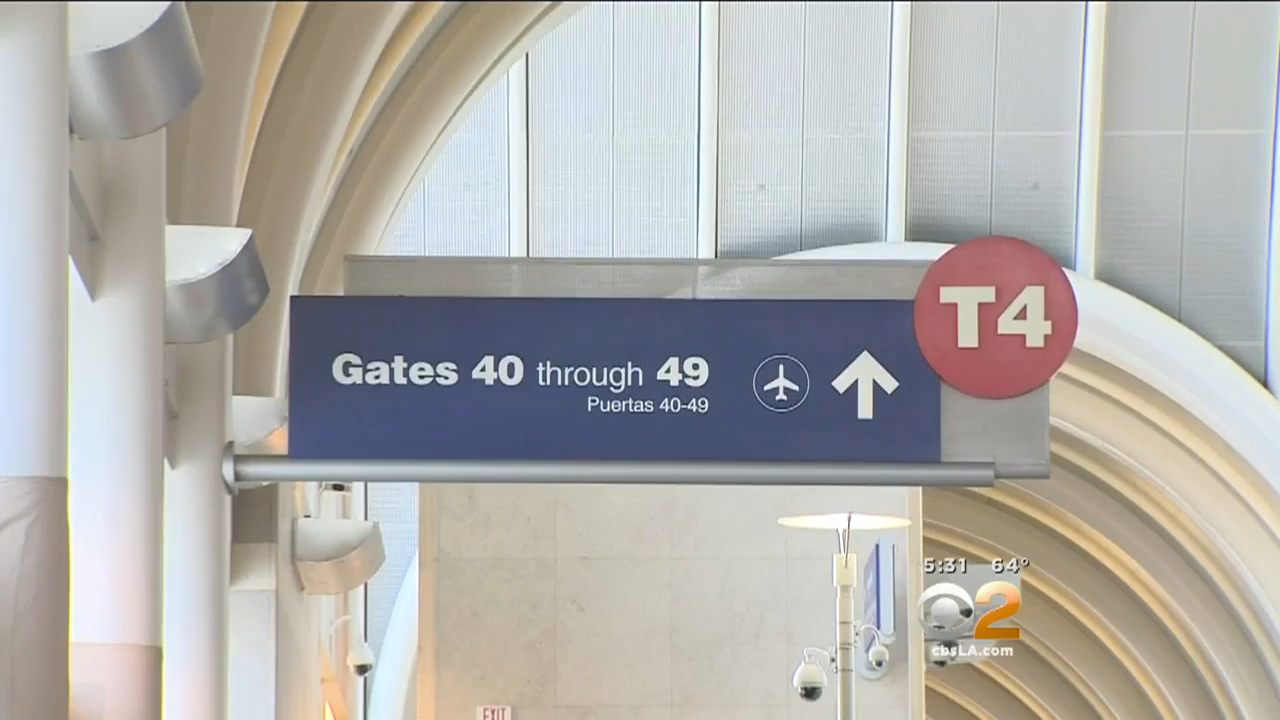 T4
Gates 40 through 49
Puertas 40-49
5:31 64°
2
cbsLA.com
EXIT